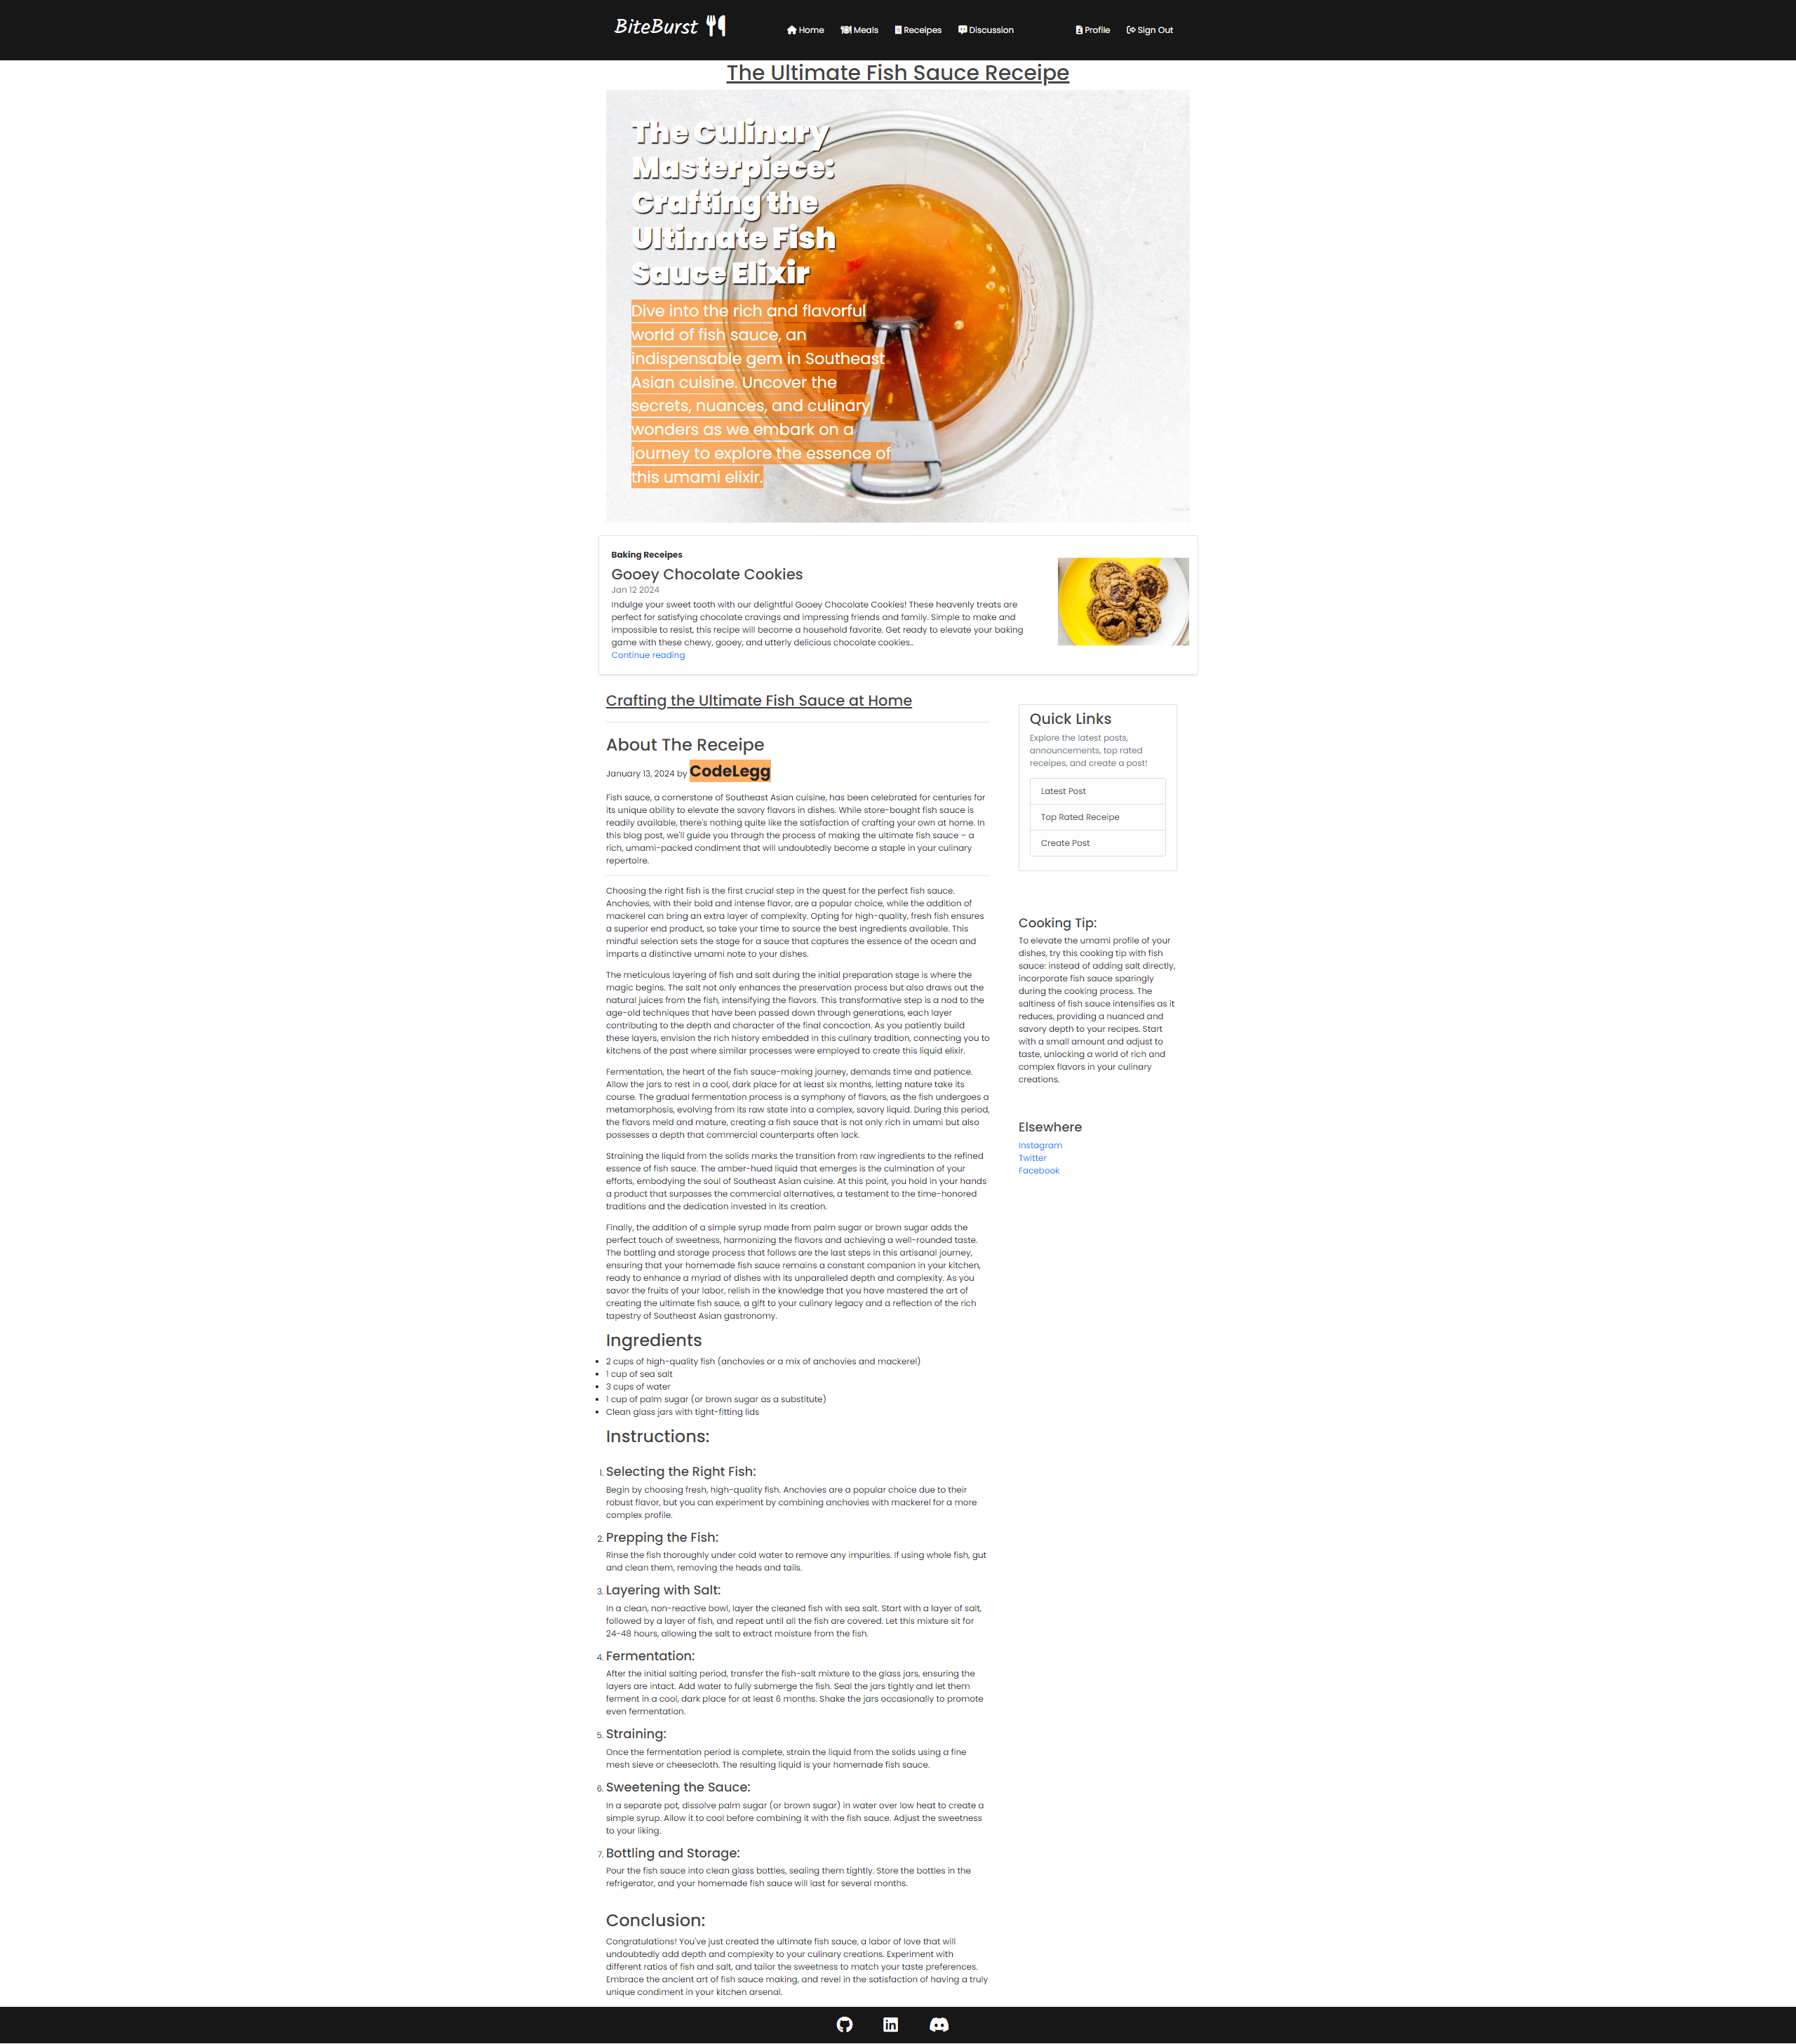 BiteBurst
Home Meals Receipes Discussion Profile Sign Out
The Ultimate Fish Sauce Receipe
The Culinary
Masterpiece:
Crafting the
Ultimate Fish
Sauce Elixir
Dive into the rich and flavorful
world of fish sauce, an
indispensable gem in Southeast
Asian cuisine. Uncover the
secrets, nuances, and culinary
wonders as we embark on a
journey to explore the essence of
this umami elixir.
Baking Receipes
Gooey Chocolate Cookies
Jan 12 2024
Indulge your sweet tooth with our delightful Gooey Chocolate Cookies! These heavenly treats are
perfect for satisfying chocolate cravings and impressing friends and family. Simple to make and
impossible to resist, this recipe will become a household favorite. Get ready to elevate your baking
game with these chewy, gooey, and utterly delicious chocolate cookies..
Continue reading
Crafting the Ultimate Fish Sauce at Home
About The Receipe
January 13, 2024 by CodeLegg
Fish sauce, a cornerstone of Southeast Asian cuisine, has been celebrated for centuries for
its unique ability to elevate the savory flavors in dishes. While store-bought fish sauce is
readily available, there's nothing quite like the satisfaction of crafting your own at home. In
this blog post, we'll guide you through the process of making the ultimate fish sauce – a
rich, umami-packed condiment that will undoubtedly become a staple in your culinary
repertoire.
Choosing the right fish is the first crucial step in the quest for the perfect fish sauce.
Anchovies, with their bold and intense flavor, are a popular choice, while the addition of
mackerel can bring an extra layer of complexity. Opting for high-quality, fresh fish ensures
a superior end product, so take your time to source the best ingredients available. This
mindful selection sets the stage for a sauce that captures the essence of the ocean and
imparts a distinctive umami note to your dishes.
The meticulous layering of fish and salt during the initial preparation stage is where the
magic begins. The salt not only enhances the preservation process but also draws out the
natural juices from the fish, intensifying the flavors. This transformative step is a nod to the
age-old techniques that have been passed down through generations, each layer
contributing to the depth and character of the final concoction. As you patiently build
these layers, envision the rich history embedded in this culinary tradition, connecting you to
kitchens of the past where similar processes were employed to create this liquid elixir.
Fermentation, the heart of the fish sauce-making journey, demands time and patience.
Allow the jars to rest in a cool, dark place for at least six months, letting nature take its
course. The gradual fermentation process is a symphony of flavors, as the fish undergoes a
metamorphosis, evolving from its raw state into a complex, savory liquid. During this period,
the flavors meld and mature, creating a fish sauce that is not only rich in umami but also
possesses a depth that commercial counterparts often lack.
Straining the liquid from the solids marks the transition from raw ingredients to the refined
essence of fish sauce. The amber-hued liquid that emerges is the culmination of your
efforts, embodying the soul of Southeast Asian cuisine. At this point, you hold in your hands
a product that surpasses the commercial alternatives, a testament to the time-honored
traditions and the dedication invested in its creation.
Finally, the addition of a simple syrup made from palm sugar or brown sugar adds the
perfect touch of sweetness, harmonizing the flavors and achieving a well-rounded taste.
The bottling and storage process that follows are the last steps in this artisanal journey,
ensuring that your homemade fish sauce remains a constant companion in your kitchen,
ready to enhance a myriad of dishes with its unparalleled depth and complexity. As you
savor the fruits of your labor, relish in the knowledge that you have mastered the art of
creating the ultimate fish sauce, a gift to your culinary legacy and a reflection of the rich
tapestry of Southeast Asian gastronomy.
Ingredients
• 2 cups of high-quality fish (anchovies or a mix of anchovies and mackerel)
• 1 cup of sea salt
• 3 cups of water
• 1 cup of palm sugar (or brown sugar as a substitute)
• Clean glass jars with tight-fitting lids
Instructions:
1. Selecting the Right Fish:
Begin by choosing fresh, high-quality fish. Anchovies are a popular choice due to their
robust flavor, but you can experiment by combining anchovies with mackerel for a more
complex profile.
2. Prepping the Fish:
Rinse the fish thoroughly under cold water to remove any impurities. If using whole fish, gut
and clean them, removing the heads and tails.
3. Layering with Salt:
In a clean, non-reactive bowl, layer the cleaned fish with sea salt. Start with a layer of salt,
followed by a layer of fish, and repeat until all the fish are covered. Let this mixture sit for
24-48 hours, allowing the salt to extract moisture from the fish.
4. Fermentation:
After the initial salting period, transfer the fish-salt mixture to the glass jars, ensuring the
layers are intact. Add water to fully submerge the fish. Seal the jars tightly and let them
ferment in a cool, dark place for at least 6 months. Shake the jars occasionally to promote
even fermentation.
5. Straining:
Once the fermentation period is complete, strain the liquid from the solids using a fine
mesh sieve or cheesecloth. The resulting liquid is your homemade fish sauce.
6. Sweetening the Sauce:
In a separate pot, dissolve palm sugar (or brown sugar) in water over low heat to create a
simple syrup. Allow it to cool before combining it with the fish sauce. Adjust the sweetness
to your liking.
7. Bottling and Storage:
Pour the fish sauce into clean glass bottles, sealing them tightly. Store the bottles in the
refrigerator, and your homemade fish sauce will last for several months.
Conclusion:
Congratulations! You've just created the ultimate fish sauce, a labor of love that will
undoubtedly add depth and complexity to your culinary creations. Experiment with
different ratios of fish and salt, and tailor the sweetness to match your taste preferences.
Embrace the ancient art of fish sauce making, and revel in the satisfaction of having a truly
unique condiment in your kitchen arsenal.
Quick Links
Explore the latest posts,
announcements, top rated
receipes, and create a post!
Latest Post
Top Rated Receipe
Create Post
Cooking Tip:
To elevate the umami profile of your
dishes, try this cooking tip with fish
sauce: instead of adding salt directly,
incorporate fish sauce sparingly
during the cooking process. The
saltiness of fish sauce intensifies as it
reduces, providing a nuanced and
savory depth to your recipes. Start
with a small amount and adjust to
taste, unlocking a world of rich and
complex flavors in your culinary
creations.
Elsewhere
Instagram
Twitter
Facebook